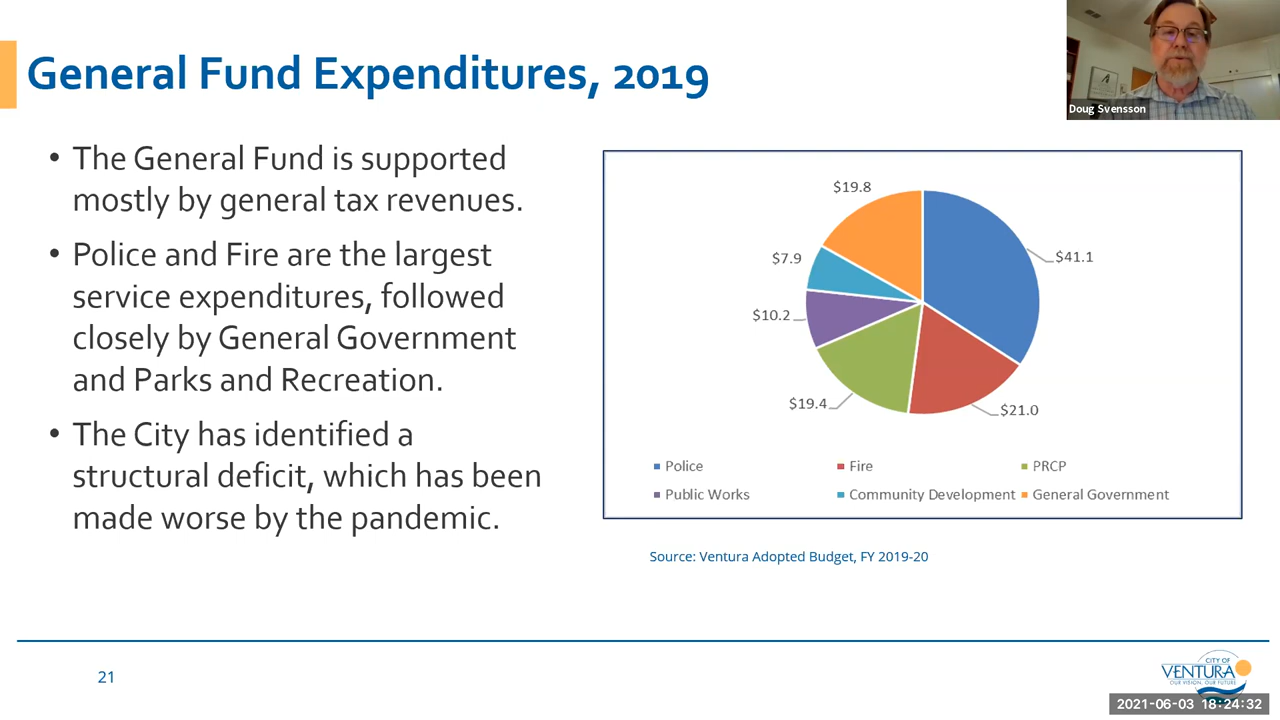 General Fund Expenditures, 2019
Doug Svensson
• The General Fund is supported
mostly by general tax revenues.
• Police and Fire are the largest
service expenditures, followed
closely by General Government
and Parks and Recreation.
• The City has identified a
structural deficit, which has been
made worse by the pandemic.
$19.8
$41.1
$7.9
$10.2
$19.4
$21.0
Police
Fire
PRCP
Public Works
Community Development
General Government
Source: Ventura Adopted Budget, FY 2019-20
21
CITY OF
VENTURA
OUR VISION. OUR FUTURE
2021-06-03 18:24:32